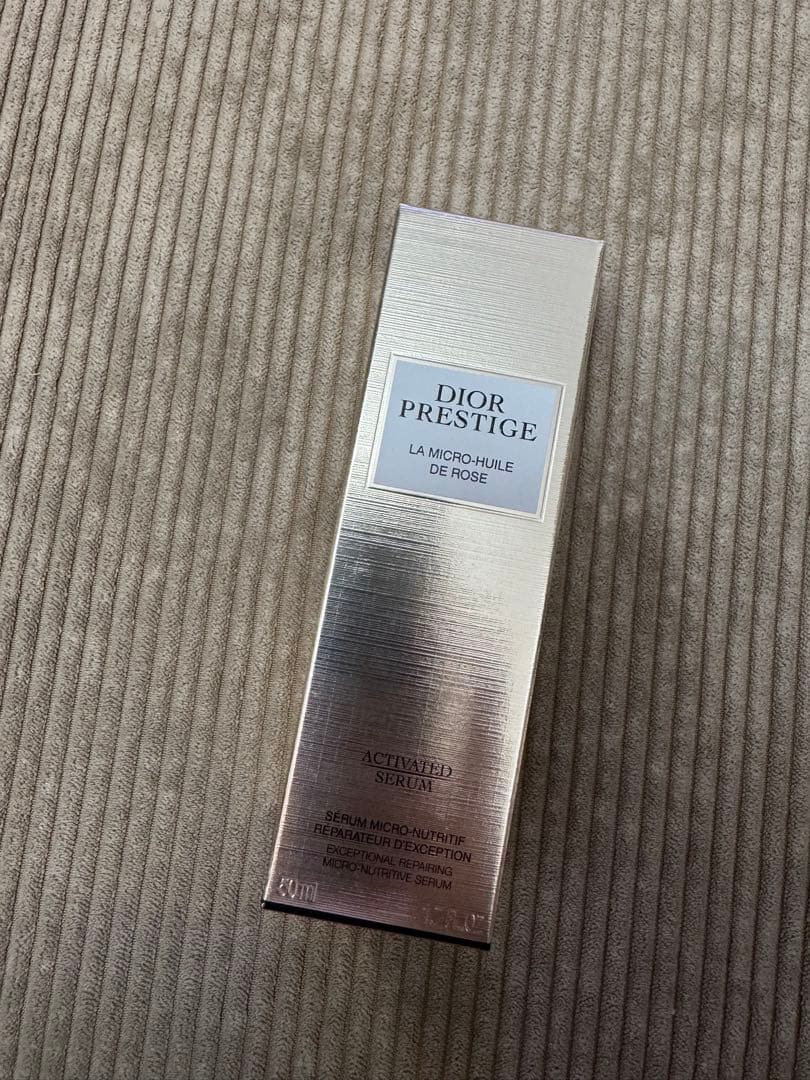 DIOR
PRESTIGE
LA MICRO-HUILE
DE ROSE
ACTIVATED
SERUM
SÉRUM MICRO-NUTRITIF
RÉPARATEUR D'EXCEPTION
EXCEPTIONAL REPAIRING
MICRO-NUTRITIVE SERUM
50ml